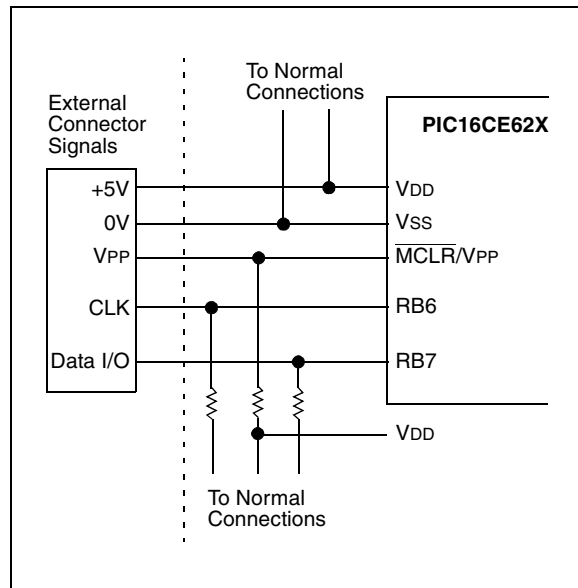 To Normal
Connections
External
Connector
Signals
PIC16CE62X
+5V
VDD
0V
VSS
VPP
MCLR/VPP
CLK
RB6
Data I/O
RB7
VDD
To Normal
Connections